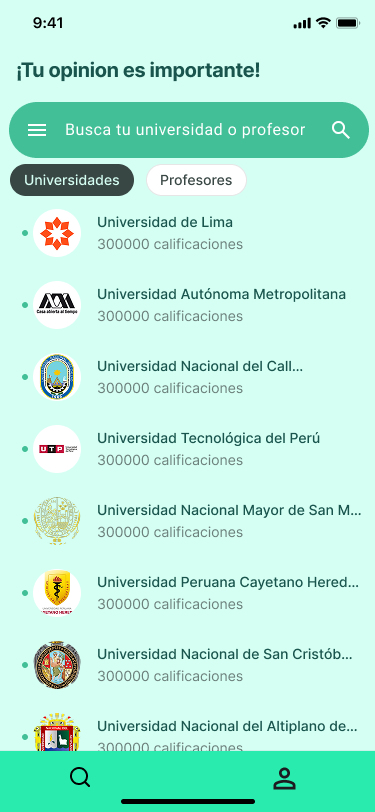 9:41
¡Tu opinion es importante!
Busca tu universidad o profesor
Universidades
Profesores
Universidad de Lima
300000 calificaciones
Universidad Autónoma Metropolitana
300000 calificaciones
Casa abierta al tiempo
Universidad Nacional del Call...
300000 calificaciones
Universidad Tecnológica del Perú
300000 calificaciones
UTP
Universidad Nacional Mayor de San M...
300000 calificaciones
Universidad Peruana Cayetano Hered...
300000 calificaciones
Universidad Nacional de San Cristób...
300000 calificaciones
Universidad Nacional del Altiplano de...
300000 calificaciones